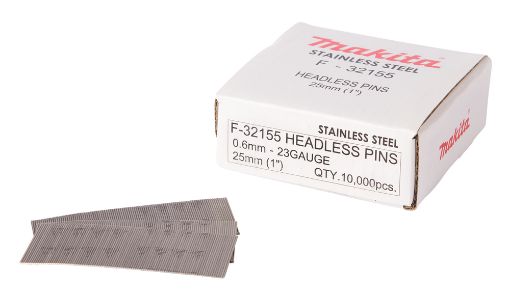 Makita
STAINLESS STEEL
F - 32155
HEADLESS PINS
25mm (1")
STAINLESS STEEL
F-32155 HEADLESS PINS
0.6mm - 23GAUGE
25mm (1")
QTY.10,000pcs.